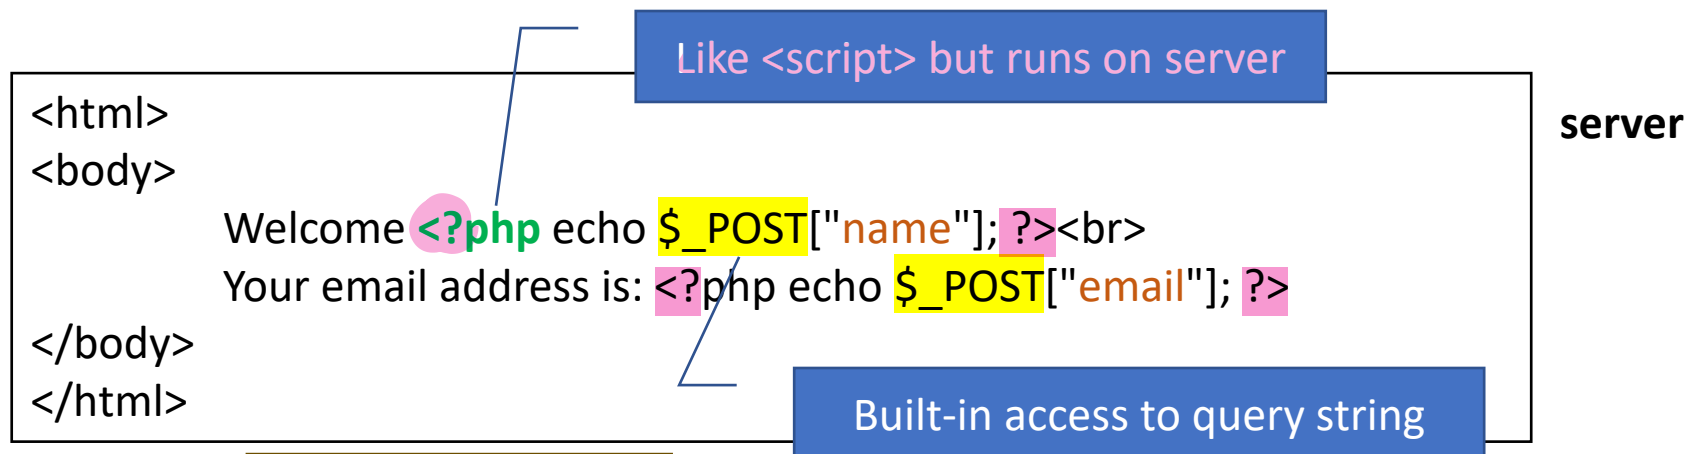 Like <script> but runs on server
<html>
server
<body>
Welcome <?php echo $_POST["name"]; ?><br>
Your email address is: <?php echo $_POST["email"]; ?>
</body>
</html>
Built-in access to query string